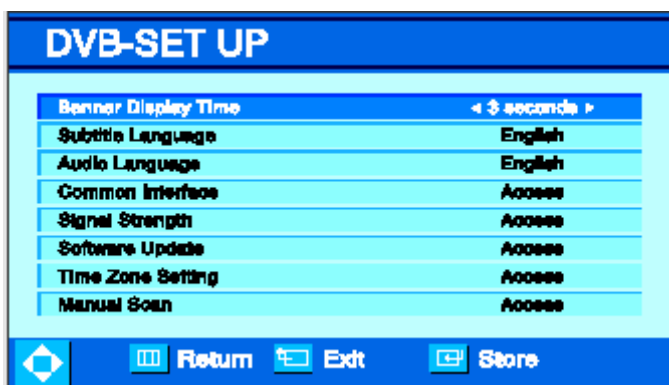 DVB-SET UP
Banner Display Time ◂ 3 seconds ▸
Subtitle Language English
Audio Language English
Common Interface Access
Signal Strength Access
Software Update Access
Time Zone Setting Access
Manual Scan Access
Return Exit Store